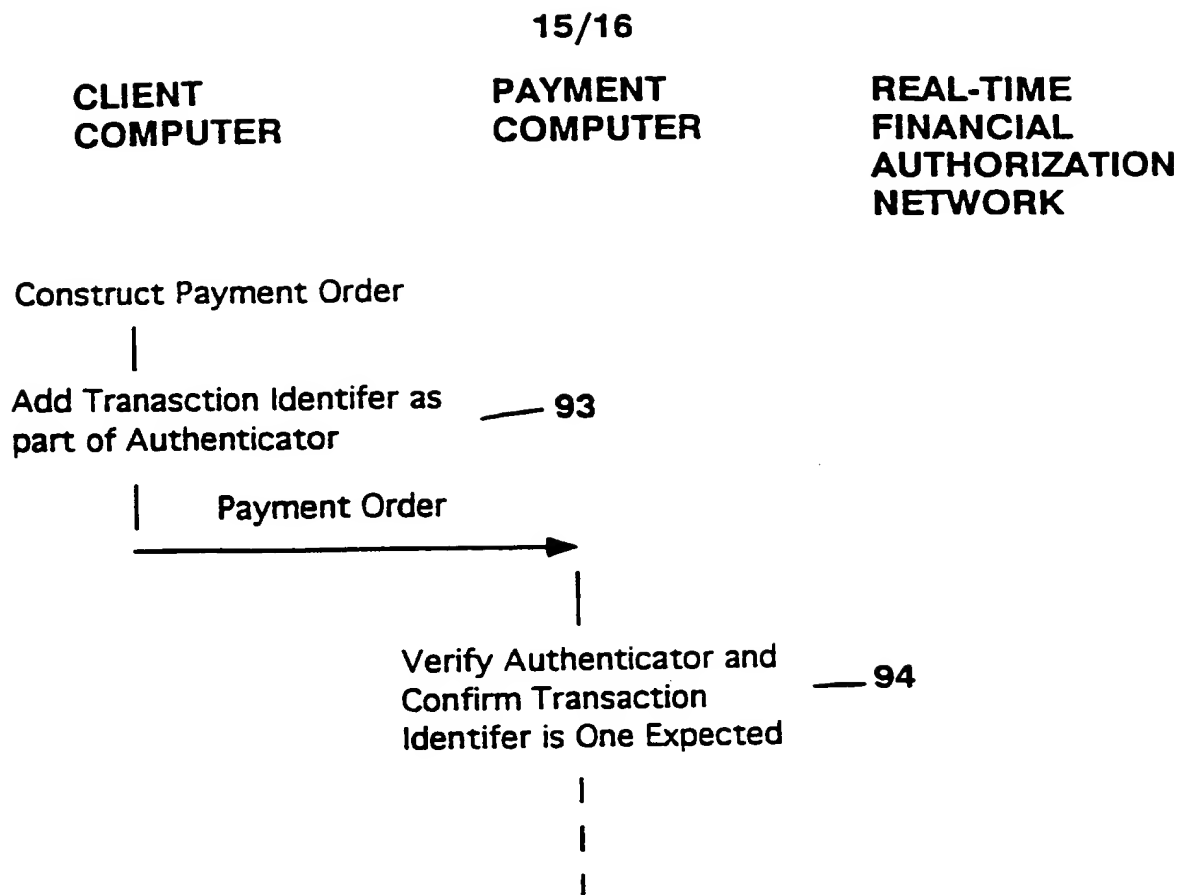 15/16
CLIENT
COMPUTER
PAYMENT
COMPUTER
REAL-TIME
FINANCIAL
AUTHORIZATION
NETWORK
Construct Payment Order
Add Tranasction Identifer as
part of Authenticator
93
Payment Order
Verify Authenticator and
Confirm Transaction
Identifer is One Expected
94